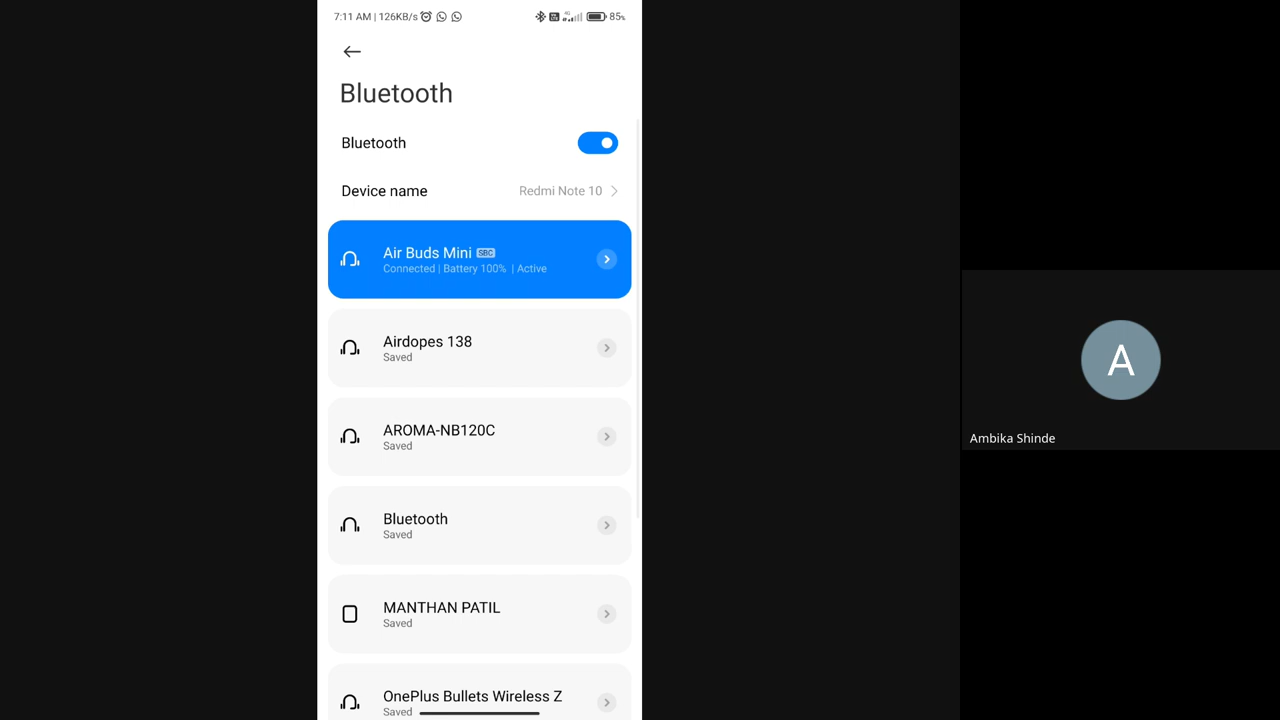 7:11 AM | 126KB/s
85%
Bluetooth
Bluetooth
Device name
Redmi Note 10
Air Buds Mini SBC
Connected | Battery 100% | Active
Airdopes 138
Saved
AROMA-NB120C
Saved
Bluetooth
Saved
MANTHAN PATIL
Saved
OnePlus Bullets Wireless Z
Saved
A
Ambika Shinde